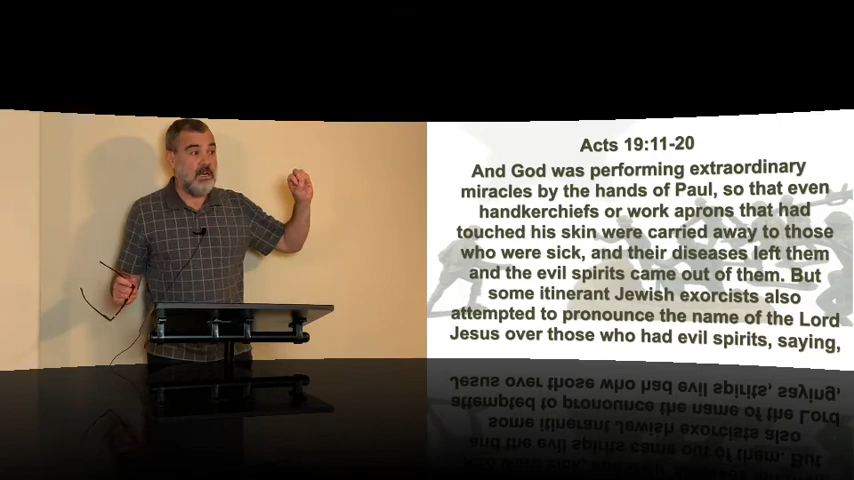 Acts 19:11-20
And God was performing extraordinary
miracles by the hands of Paul, so that even
handkerchiefs or work aprons that had
touched his skin were carried away to those
who were sick, and their diseases left them
and the evil spirits came out of them. But
some itinerant Jewish exorcists also
attempted to pronounce the name of the Lord
Jesus over those who had evil spirits, saying,